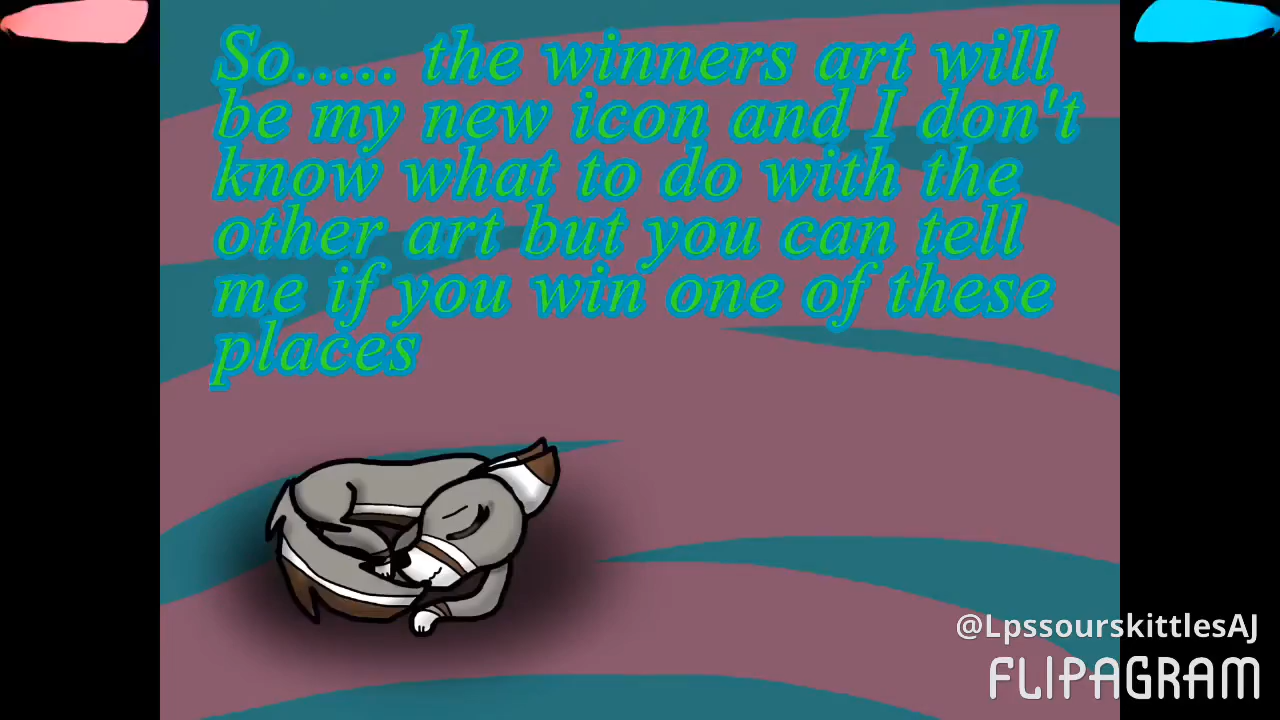 So..... the winners art will
be my new icon and I don't
know what to do with the
other art but you can tell
me if you win one of these
places
@LpssourskittlesAJ
FLIPAGRAM